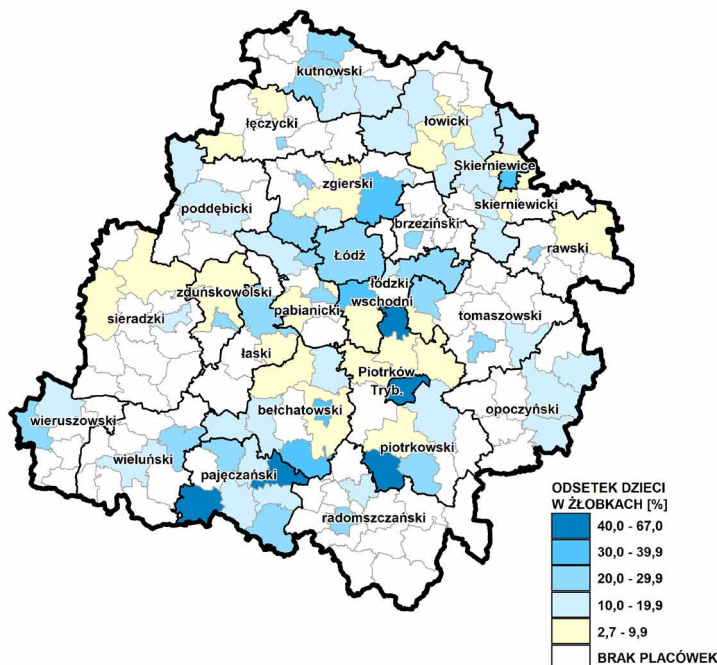 kutnowski
łęczycki
łowicki
Skierniewice
zgierski
skierniewicki
poddębicki
brzeziński
rawski
Łódź
łódzki
wschodni
zduńskowolski
pabianicki
sieradzki
tomaszowski
łaski
Piotrków
Tryb.
bełchatowski
opoczyński
wieruszowski
piotrkowski
wieluński
pajęczański
radomszczański
ODSETEK DZIECI
W ŻŁOBKACH [%]
40,0 - 67,0
30,0 - 39,9
20,0 - 29,9
10,0 - 19,9
2,7 - 9,9
BRAK PLACÓWEK